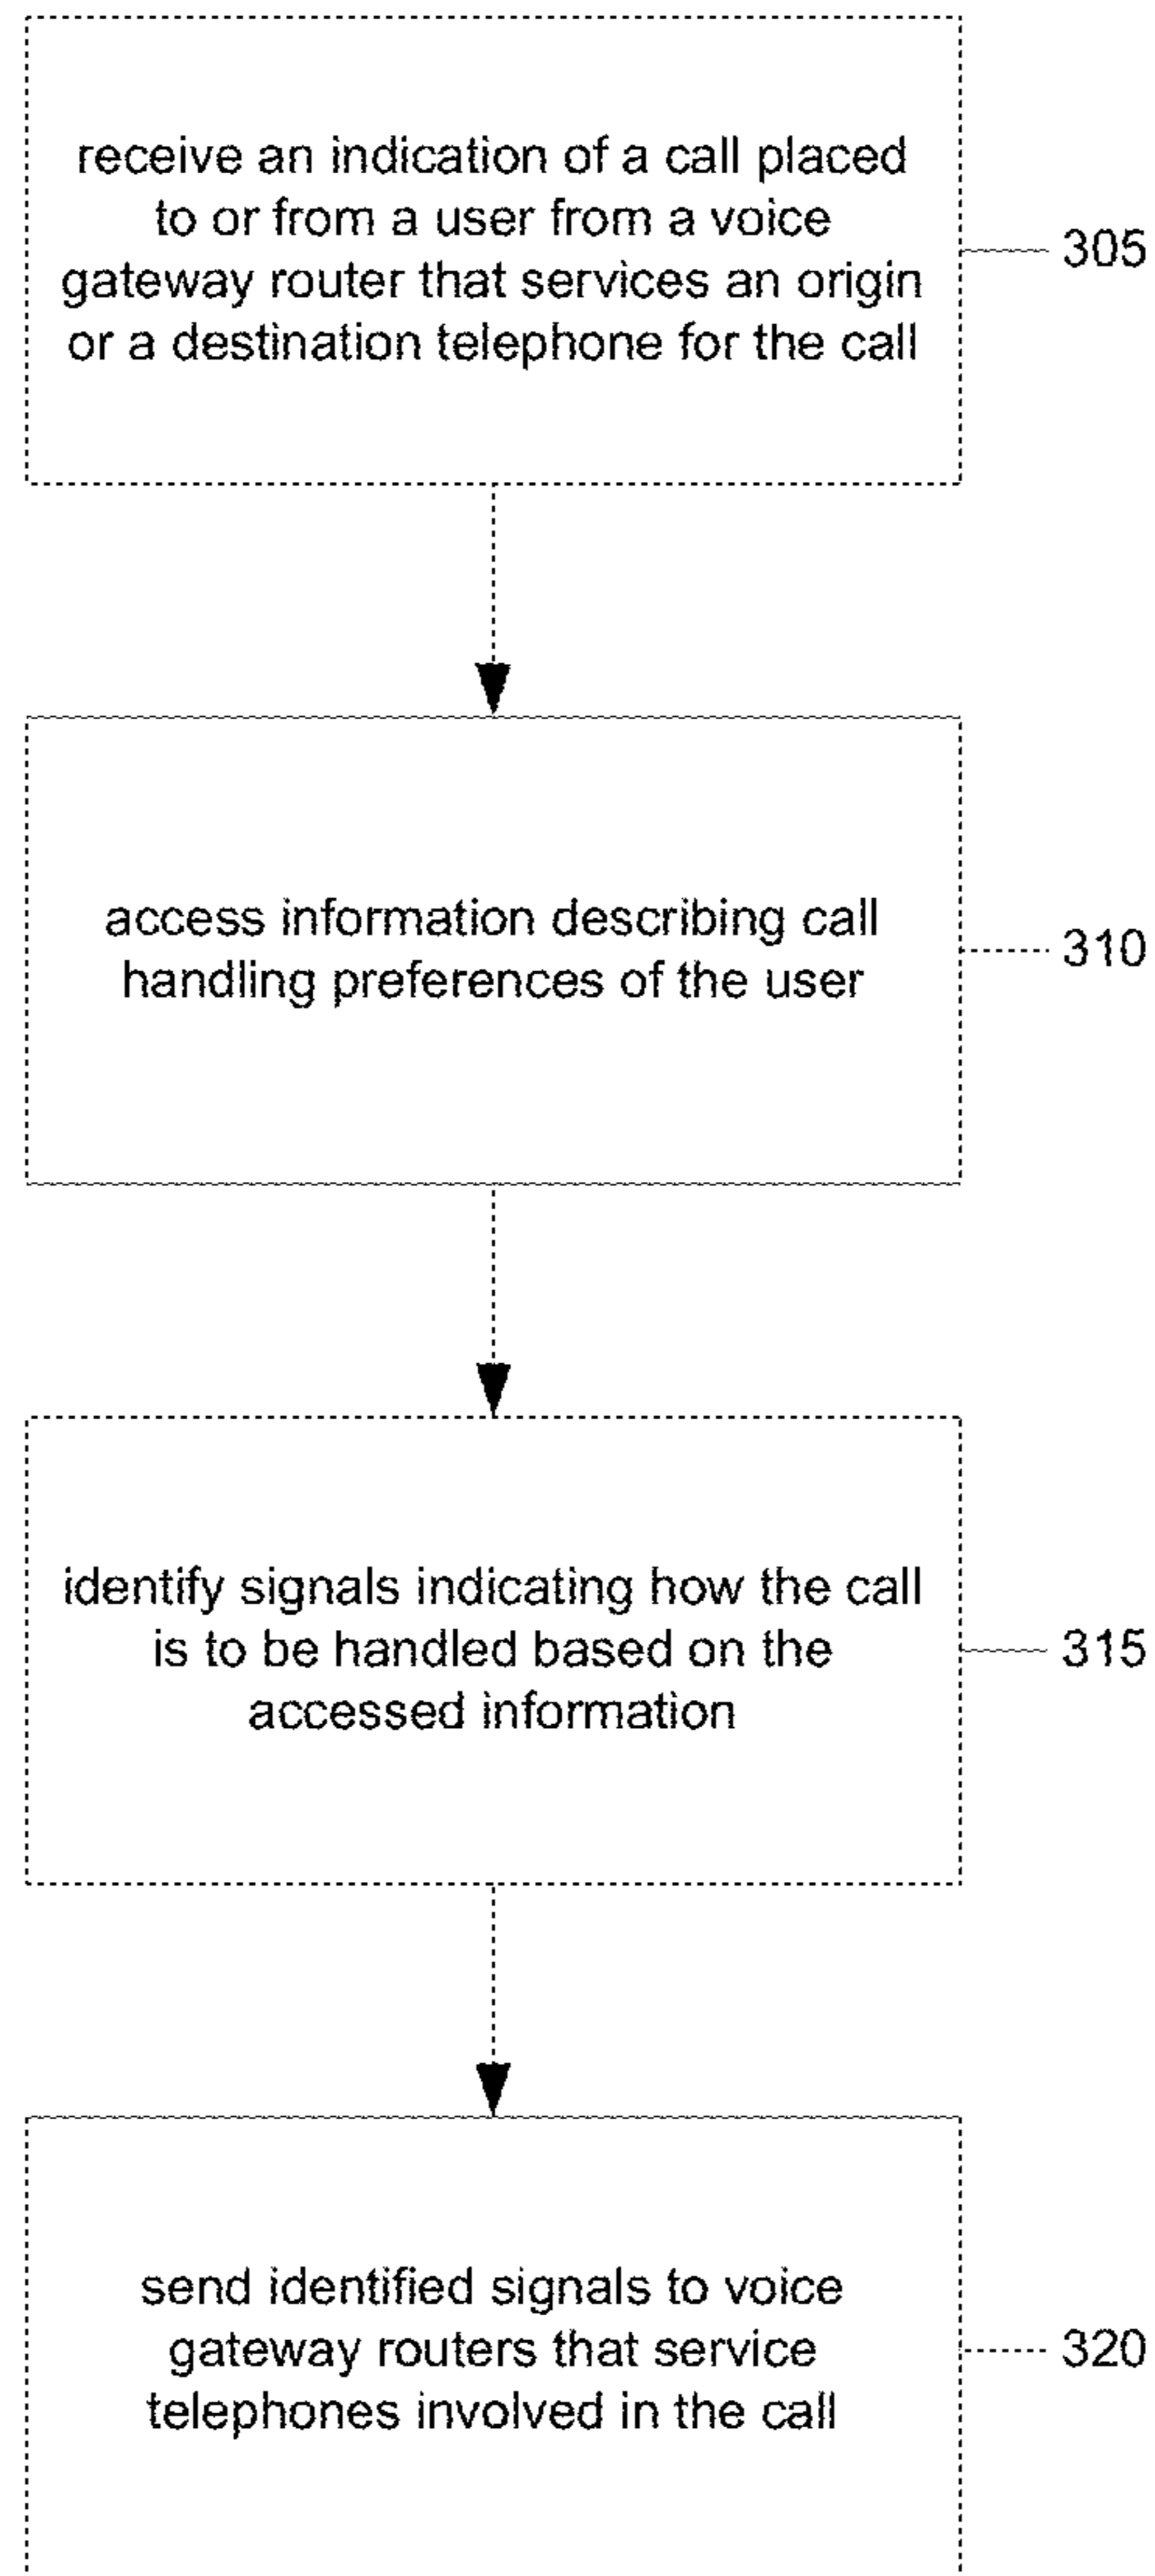 receive an indication of a call placed
to or from a user from a voice
gateway router that services an origin
or a destination telephone for the call
305
access information describing call
handling preferences of the user
310
identify signals indicating how the call
is to be handled based on the
accessed information
315
send identified signals to voice
gateway routers that service
telephones involved in the call
320